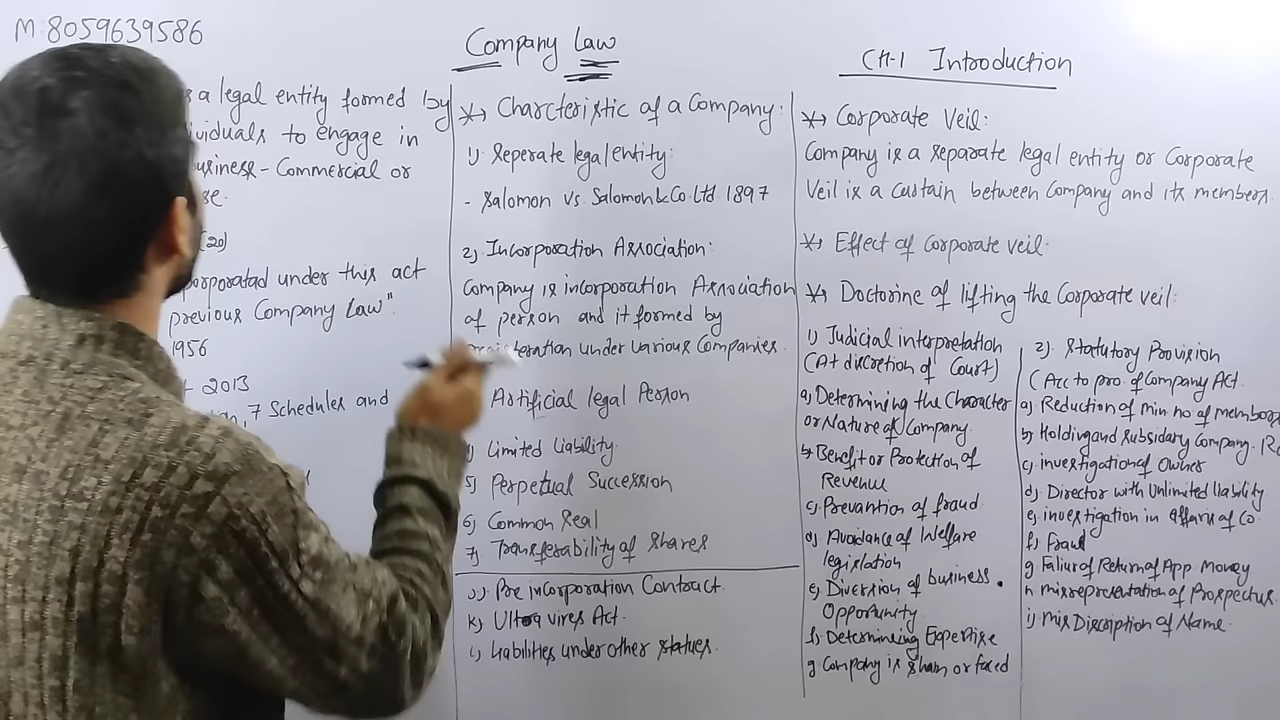 M: 8059639586
Company Law
CH-1 Introduction
s a legal entity formed by
ividuals to engage in
usiness - Commercial or
se.
(20)
orporatad under this act
previous Company Law"
1956
2013
7 Schedules and
* Charcteristic of a Company:
1) Seperate legal entity:
- Salomon vs Salomon & Co. Ltd 1897
2) Incorporation Association:
Company is incorporation Association
of person and it formed by
registeration under various Companies.
Artificial legal Person
4) Limited Liability.
5) Perpetual Succession
6) Common Seal
7) Transferability of shares
J) Pre incorporation Contract.
K) Ultra vires Act.
L) Liabilities under other statues.
* Corporate Veil:
Company is a separate legal entity or Corporate
Veil is a curtain between Company and its members.
* Effect of Corporate veil.
* Doctorine of lifting the Corporate veil:
1) Judicial interpretation
(At discretion of Court)
a) Determining the Character
or Nature of Company.
b) Benefit or Protection of
Revenue
c) Prevantion of fraud
d) Avoidance of Welfare
legislation
e) Diversion of business
Opportunity
f) Determineing Expertise
g) Company is Sham or faced
2). Statutory Provision
(Acc to pro. of Company Act.
a) Reduction of min no of members
b) Holding and subsidary Company.
c) investigation of Owner
d) Director with Unlimited liability
e) investigation in affairs of Co.
f) Fraud
g Faliur of Return of App Money
h misrepresentation of Prospectus.
i) mis Discription of Name.